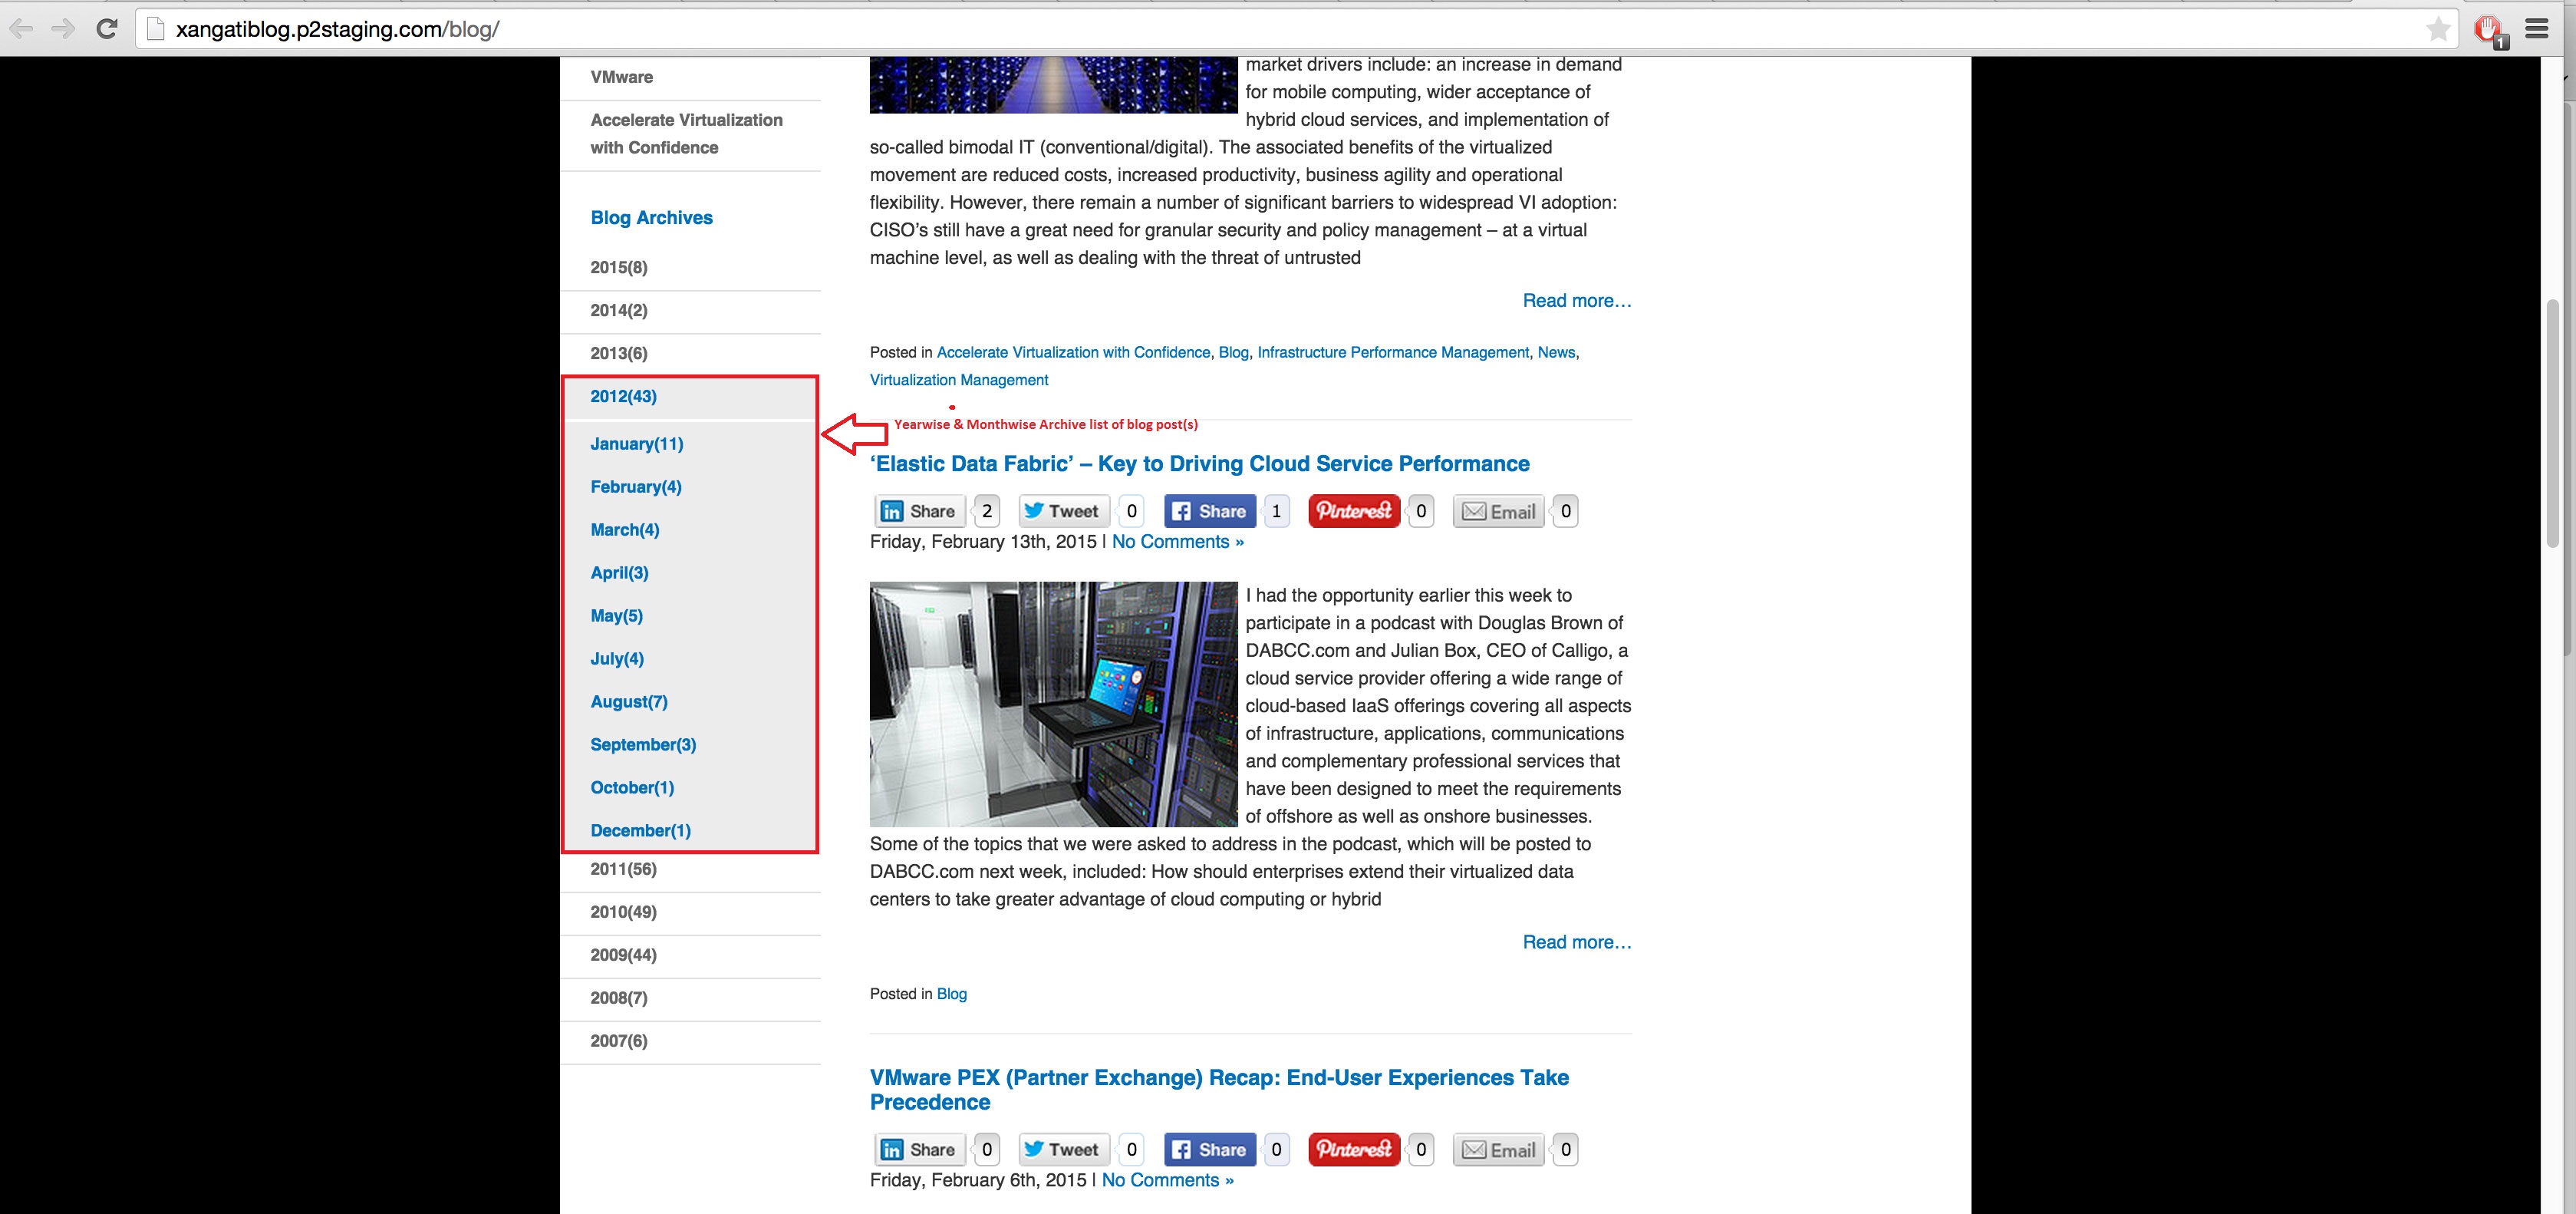 xangatiblog.p2staging.com/blog/
1
VMware
Accelerate Virtualization
with Confidence
Blog Archives
2015(8)
2014(2)
2013(6)
2012(43)
January(11)
February(4)
March(4)
April(3)
May(5)
July(4)
August(7)
September(3)
October(1)
December(1)
2011(56)
2010(49)
2009(44)
2008(7)
2007(6)
market drivers include: an increase in demand
for mobile computing, wider acceptance of
hybrid cloud services, and implementation of
so-called bimodal IT (conventional/digital). The associated benefits of the virtualized
movement are reduced costs, increased productivity, business agility and operational
flexibility. However, there remain a number of significant barriers to widespread VI adoption:
CISO’s still have a great need for granular security and policy management – at a virtual
machine level, as well as dealing with the threat of untrusted
Read more…
Posted in Accelerate Virtualization with Confidence, Blog, Infrastructure Performance Management, News,
Virtualization Management
Yearwise & Monthwise Archive list of blog post(s)
‘Elastic Data Fabric’ – Key to Driving Cloud Service Performance
in Share 2 Tweet 0 f Share 1 Pinterest 0 Email 0
Friday, February 13th, 2015 | No Comments »
I had the opportunity earlier this week to
participate in a podcast with Douglas Brown of
DABCC.com and Julian Box, CEO of Calligo, a
cloud service provider offering a wide range of
cloud-based IaaS offerings covering all aspects
of infrastructure, applications, communications
and complementary professional services that
have been designed to meet the requirements
of offshore as well as onshore businesses.
Some of the topics that we were asked to address in the podcast, which will be posted to
DABCC.com next week, included: How should enterprises extend their virtualized data
centers to take greater advantage of cloud computing or hybrid
Read more…
Posted in Blog
VMware PEX (Partner Exchange) Recap: End-User Experiences Take
Precedence
in Share 0 Tweet 0 f Share 0 Pinterest 0 Email 0
Friday, February 6th, 2015 | No Comments »